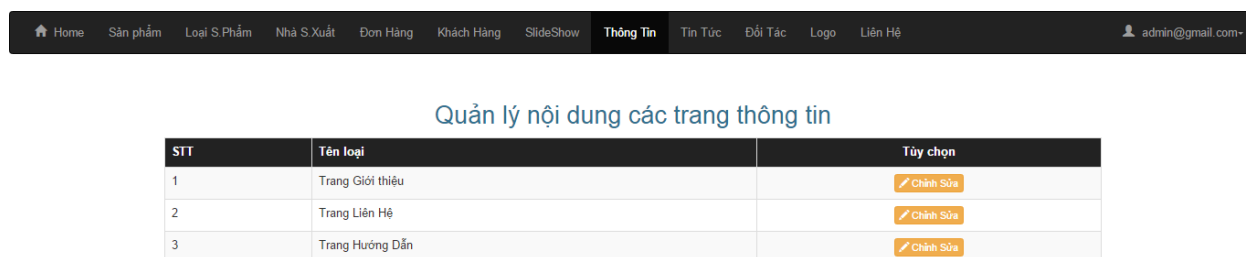 Home Sản phẩm Loại S.Phẩm Nhà S.Xuất Đơn Hàng Khách Hàng SlideShow Thông Tin Tin Tức Đối Tác Logo Liên Hệ admin@gmail.com
Quản lý nội dung các trang thông tin
STT Tên loại Tùy chọn
1 Trang Giới thiệu Chỉnh Sửa
2 Trang Liên Hệ Chỉnh Sửa
3 Trang Hướng Dẫn Chỉnh Sửa